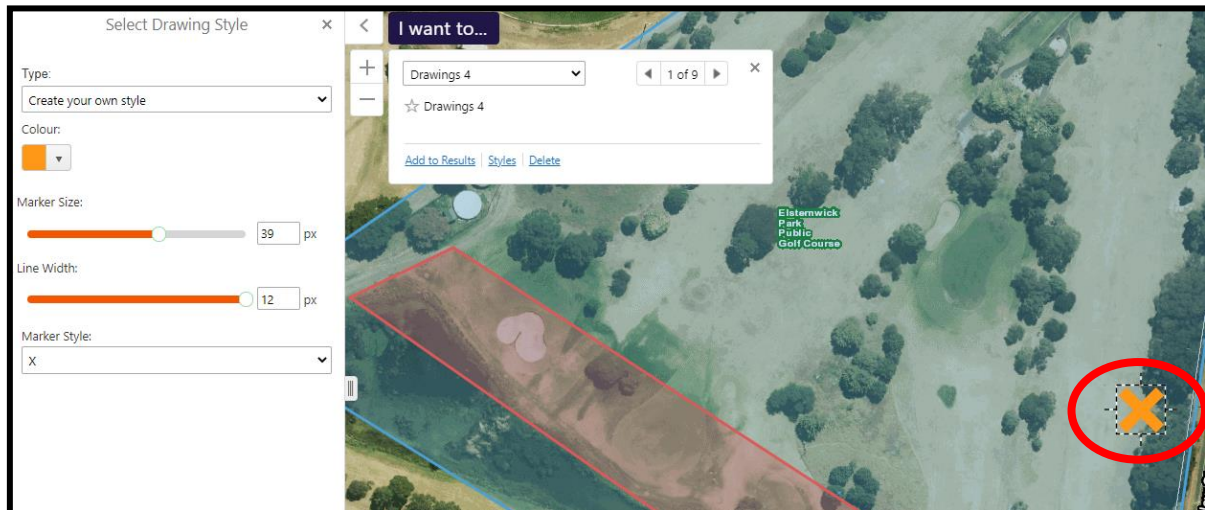 Select Drawing Style
Type:
Create your own style
Colour:
Marker Size:
39 px
Line Width:
12 px
Marker Style:
X
I want to...
Drawings 4
1 of 9
Drawings 4
Add to Results Styles Delete
Elsternwick
Park
Public
Golf Course